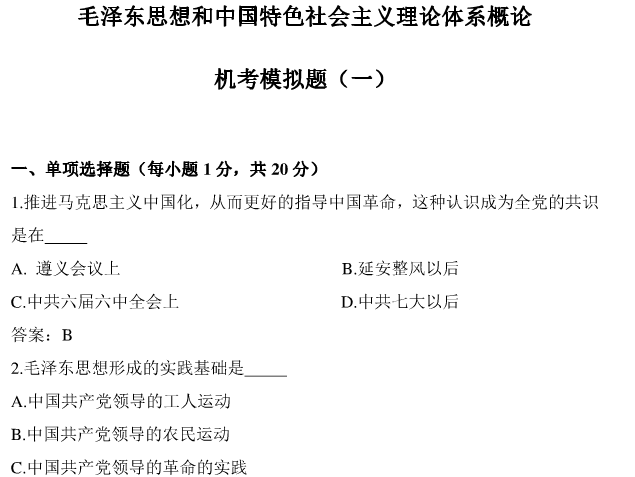 毛泽东思想和中国特色社会主义理论体系概论
机考模拟题（一）
一、单项选择题（每小题 1 分，共 20 分）
1.推进马克思主义中国化，从而更好的指导中国革命，这种认识成为全党的共识
是在_____
A. 遵义会议上 B.延安整风以后
C.中共六届六中全会上 D.中共七大以后
答案：B
2.毛泽东思想形成的实践基础是_____
A.中国共产党领导的工人运动
B.中国共产党领导的农民运动
C.中国共产党领导的革命的实践